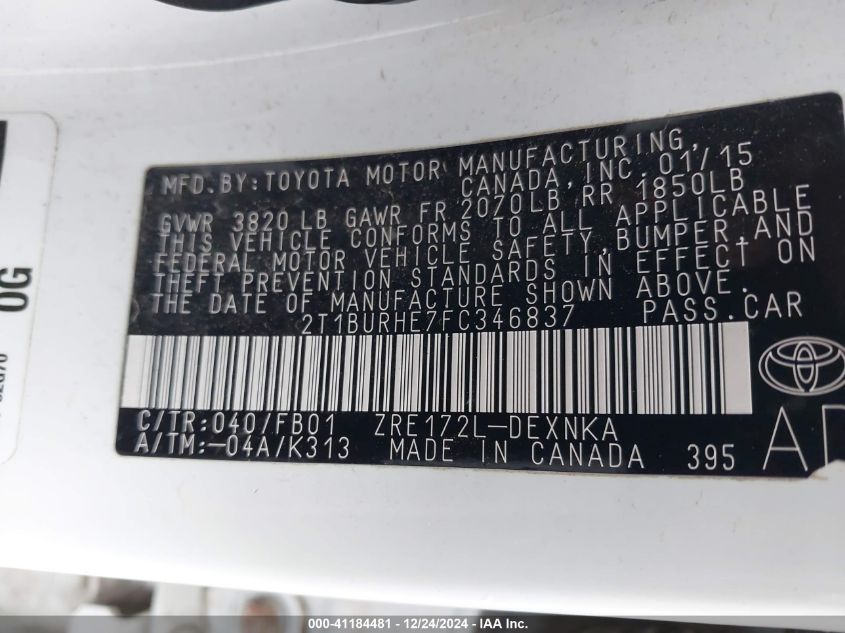 MFD. BY: TOYOTA MOTOR MANUFACTURING,
CANADA, INC. 01/15
GVWR 3820 LB GAWR FR 2070LB RR 1850LB
THIS VEHICLE CONFORMS TO ALL APPLICABLE
FEDERAL MOTOR VEHICLE SAFETY, BUMPER, AND
THEFT PREVENTION STANDARDS IN EFFECT ON
THE DATE OF MANUFACTURE SHOWN ABOVE.
2T1BURHE7FC346837 PASS.CAR
C/TR: 040/FB01 ZRE172L-DEXNKA
A/TM: -04A/K313 MADE IN CANADA 395
OG
000-41184481 - 12/24/2024 - IAA Inc.